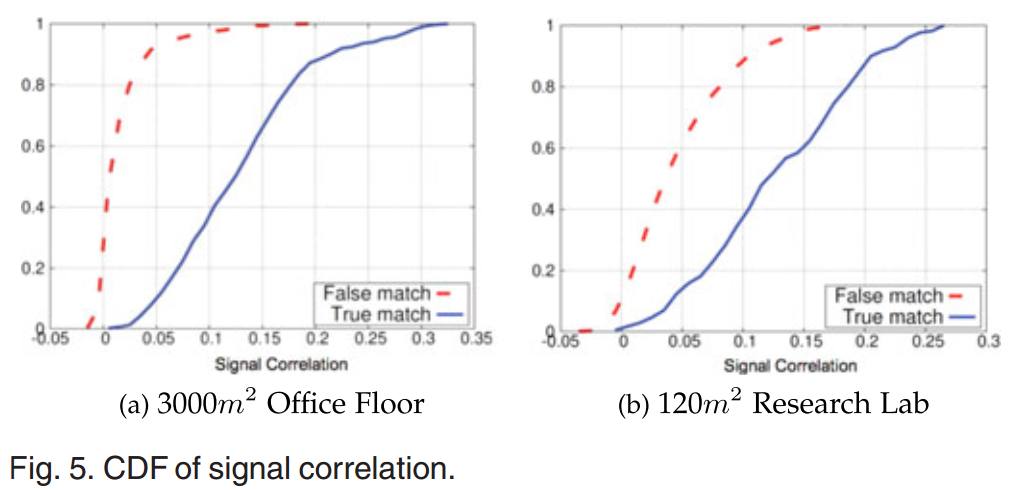 1
0.8
0.6
0.4
0.2
0
-0.05 0 0.05 0.1 0.15 0.2 0.25 0.3 0.35
False match
True match
Signal Correlation
(a) 3000m² Office Floor
1
0.8
0.6
0.4
0.2
0
-0.05 0 0.05 0.1 0.15 0.2 0.25 0.3
False match
True match
Signal Correlation
(b) 120m² Research Lab
Fig. 5. CDF of signal correlation.